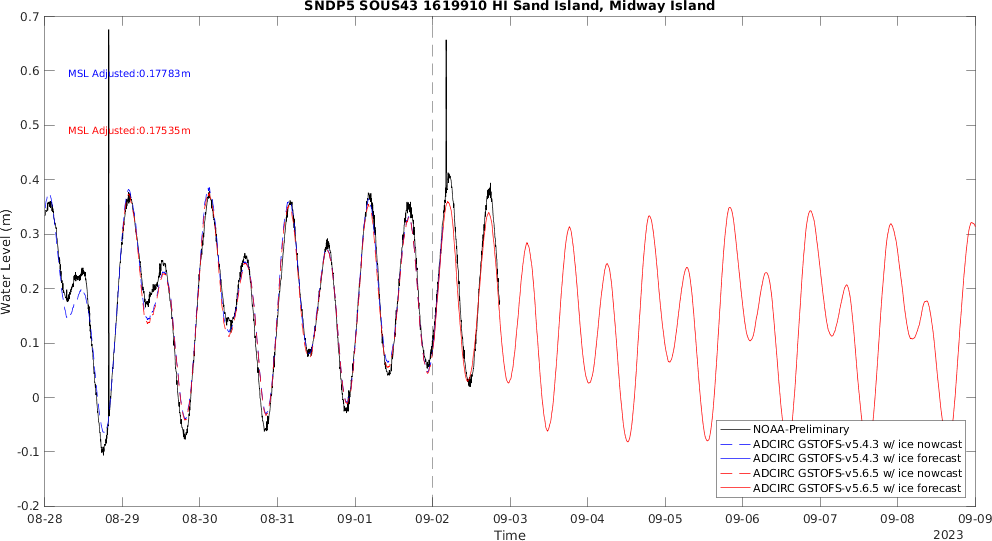 SNDP5 SOUS43 1619910 HI Sand Island, Midway Island
0.7
0.6
0.5
0.4
0.3
0.2
0.1
0
-0.1
-0.2
Water Level (m)
MSL Adjusted:0.17783m
MSL Adjusted:0.17535m
NOAA-Preliminary
ADCIRC GSTOFS-v5.4.3 w/ ice nowcast
ADCIRC GSTOFS-v5.4.3 w/ ice forecast
ADCIRC GSTOFS-v5.6.5 w/ ice nowcast
ADCIRC GSTOFS-v5.6.5 w/ ice forecast
08-28 08-29 08-30 08-31 09-01 09-02 09-03 09-04 09-05 09-06 09-07 09-08 09-09
Time
2023